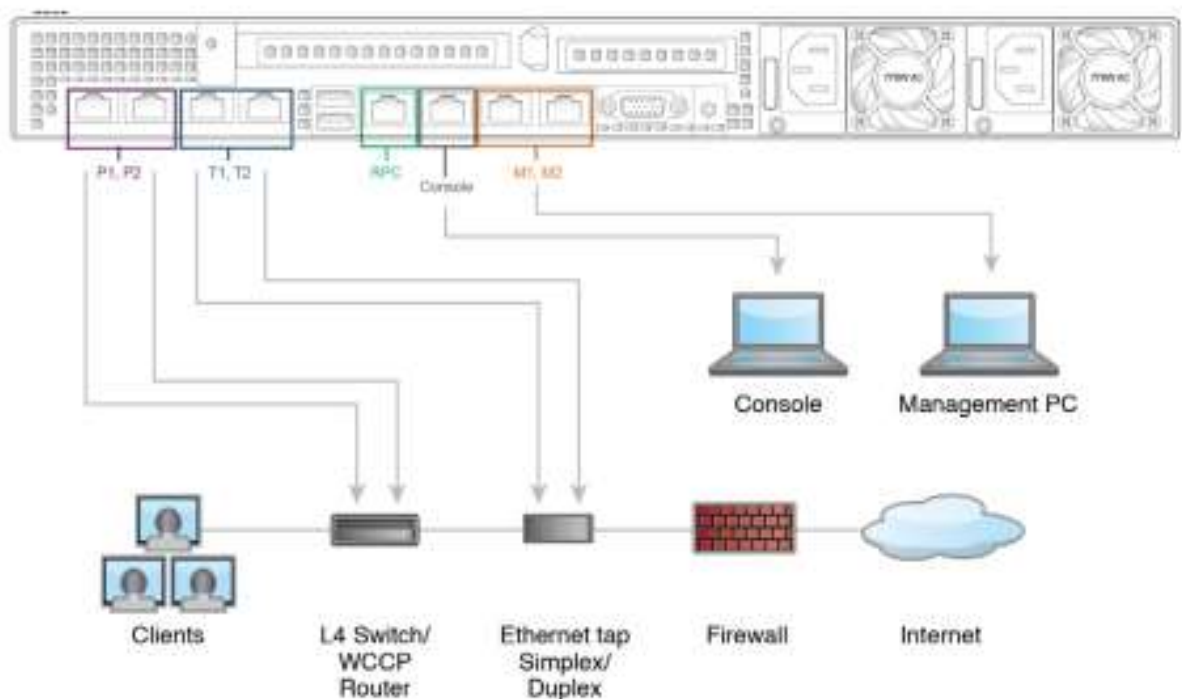 P1, P2
T1, T2
RPC
Console
M1, M2
Console
Management PC
Clients
L4 Switch/
WCCP
Router
Ethernet tap
Simplex/
Duplex
Firewall
Internet